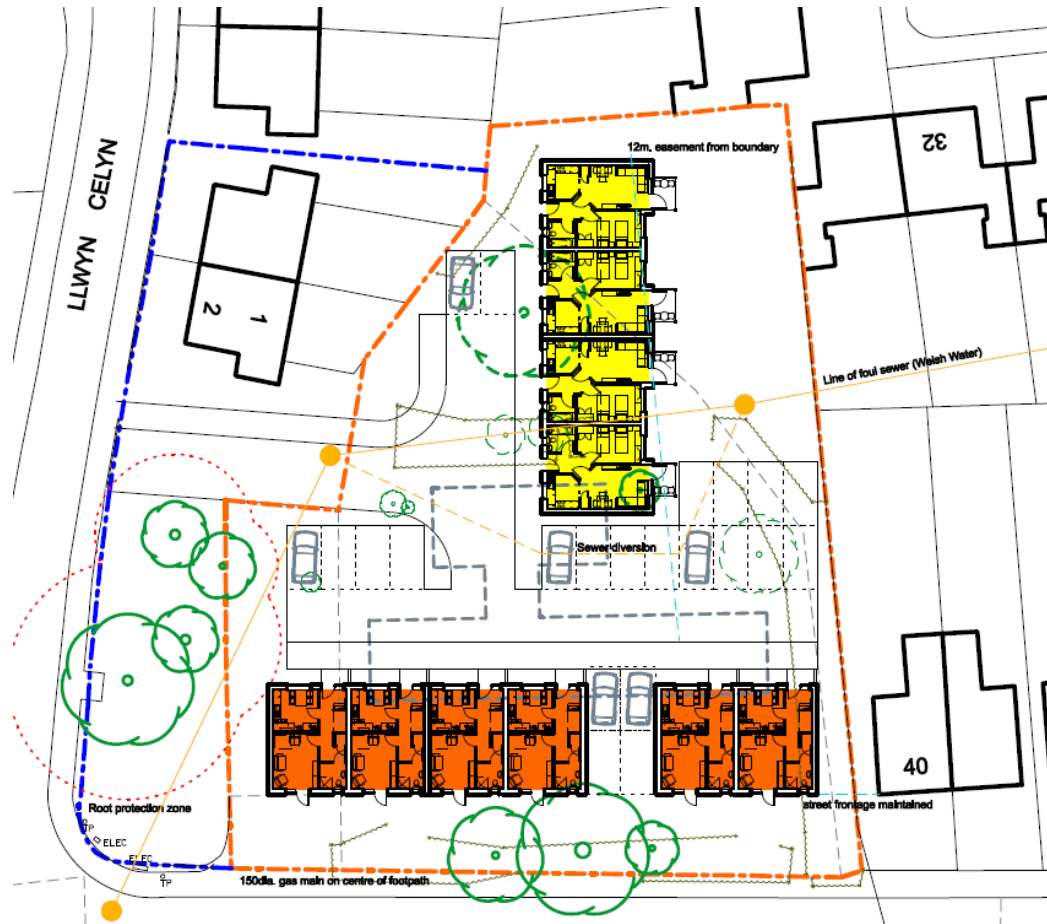 32
12m. easement from boundary
LLWYN CELYN
1
2
Line of foul sewer (Welsh Water)
Sewer diversion
40
street frontage maintained
Root protection zone
TP
ELEC
ELEC
TP
150dia. gas main on centre of footpath